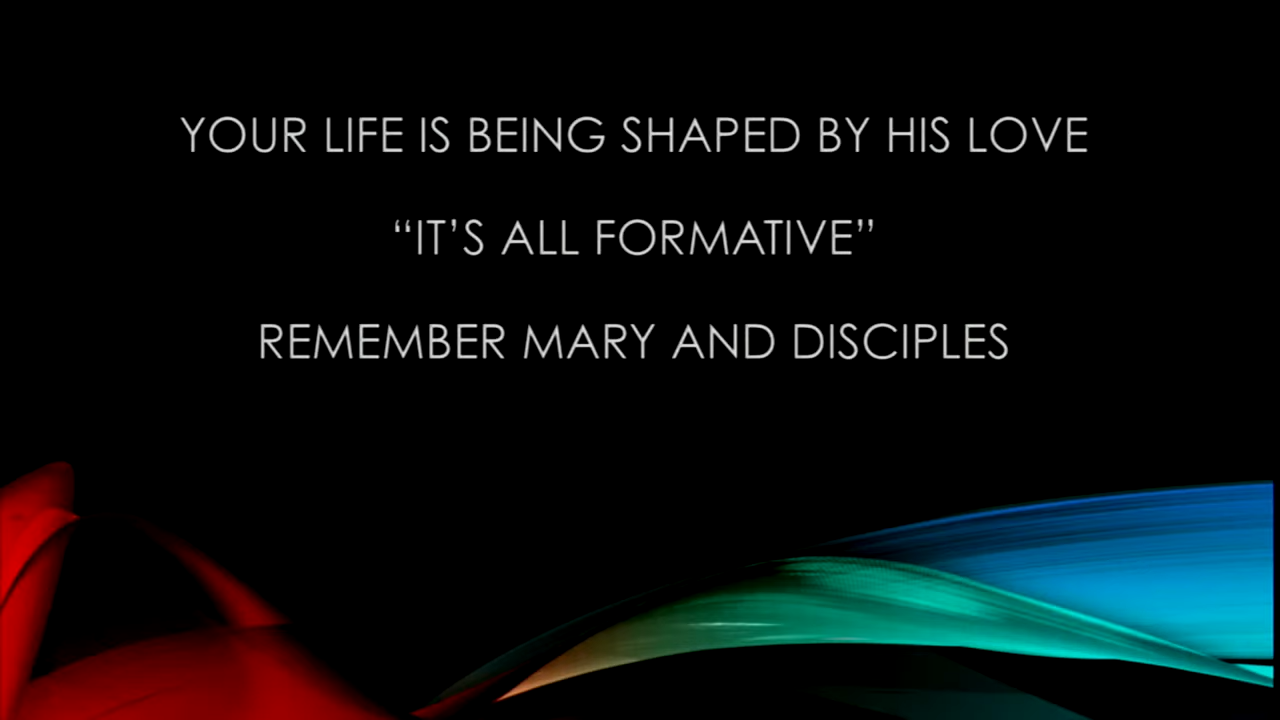 YOUR LIFE IS BEING SHAPED BY HIS LOVE
“IT’S ALL FORMATIVE”
REMEMBER MARY AND DISCIPLES